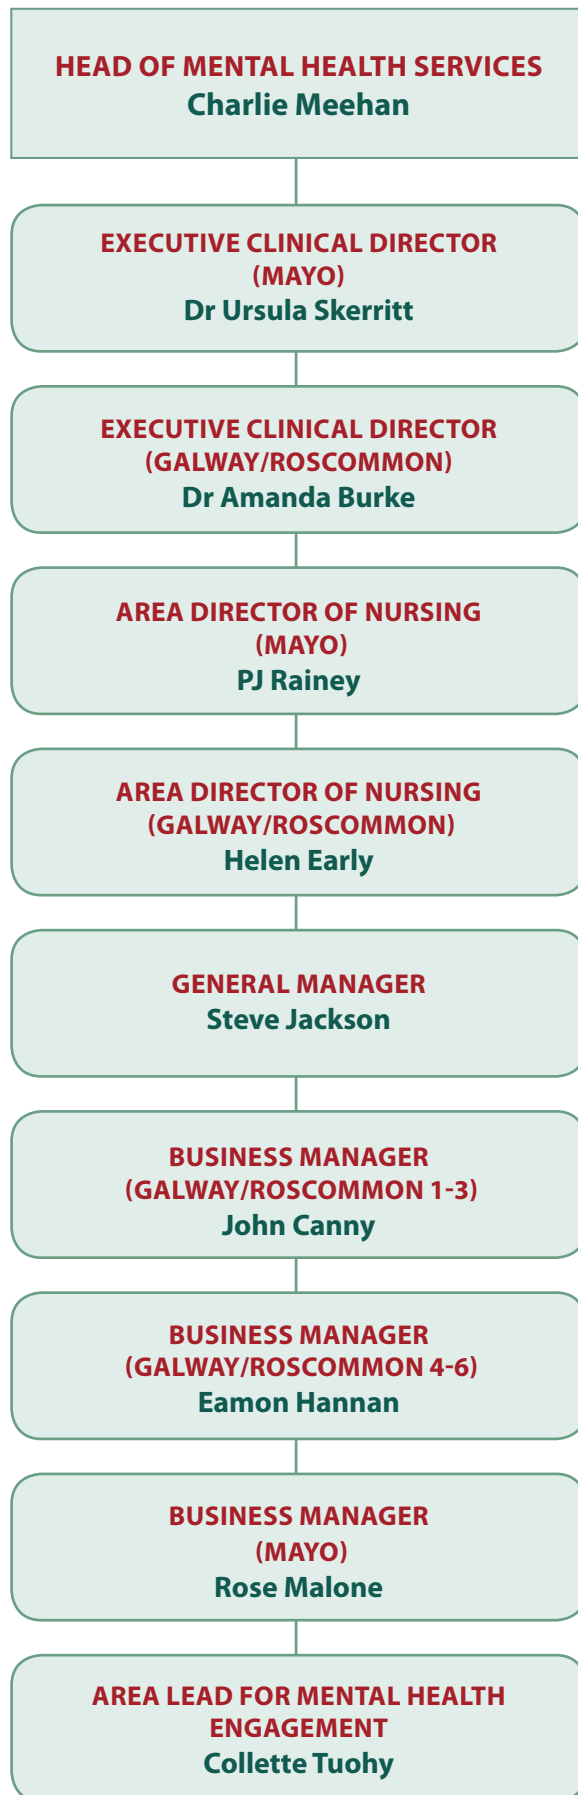 HEAD OF MENTAL HEALTH SERVICES
Charlie Meehan
EXECUTIVE CLINICAL DIRECTOR
(MAYO)
Dr Ursula Skerritt
EXECUTIVE CLINICAL DIRECTOR
(GALWAY/ROSCOMMON)
Dr Amanda Burke
AREA DIRECTOR OF NURSING
(MAYO)
PJ Rainey
AREA DIRECTOR OF NURSING
(GALWAY/ROSCOMMON)
Helen Early
GENERAL MANAGER
Steve Jackson
BUSINESS MANAGER
(GALWAY/ROSCOMMON 1-3)
John Canny
BUSINESS MANAGER
(GALWAY/ROSCOMMON 4-6)
Eamon Hannan
BUSINESS MANAGER
(MAYO)
Rose Malone
AREA LEAD FOR MENTAL HEALTH
ENGAGEMENT
Collette Tuohy